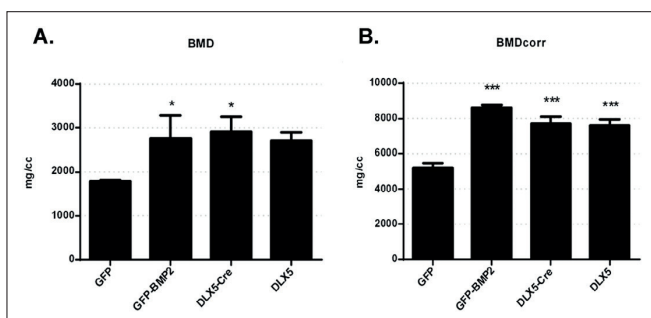 A.
BMD
4000
3000
2000
1000
0
mg/cc
*
*
GFP
GFP-BMP2
DLX5-Cre
DLX5
B.
BMDcorr
10000
8000
6000
4000
2000
0
mg/cc
***
***
***
GFP
GFP-BMP2
DLX5-Cre
DLX5